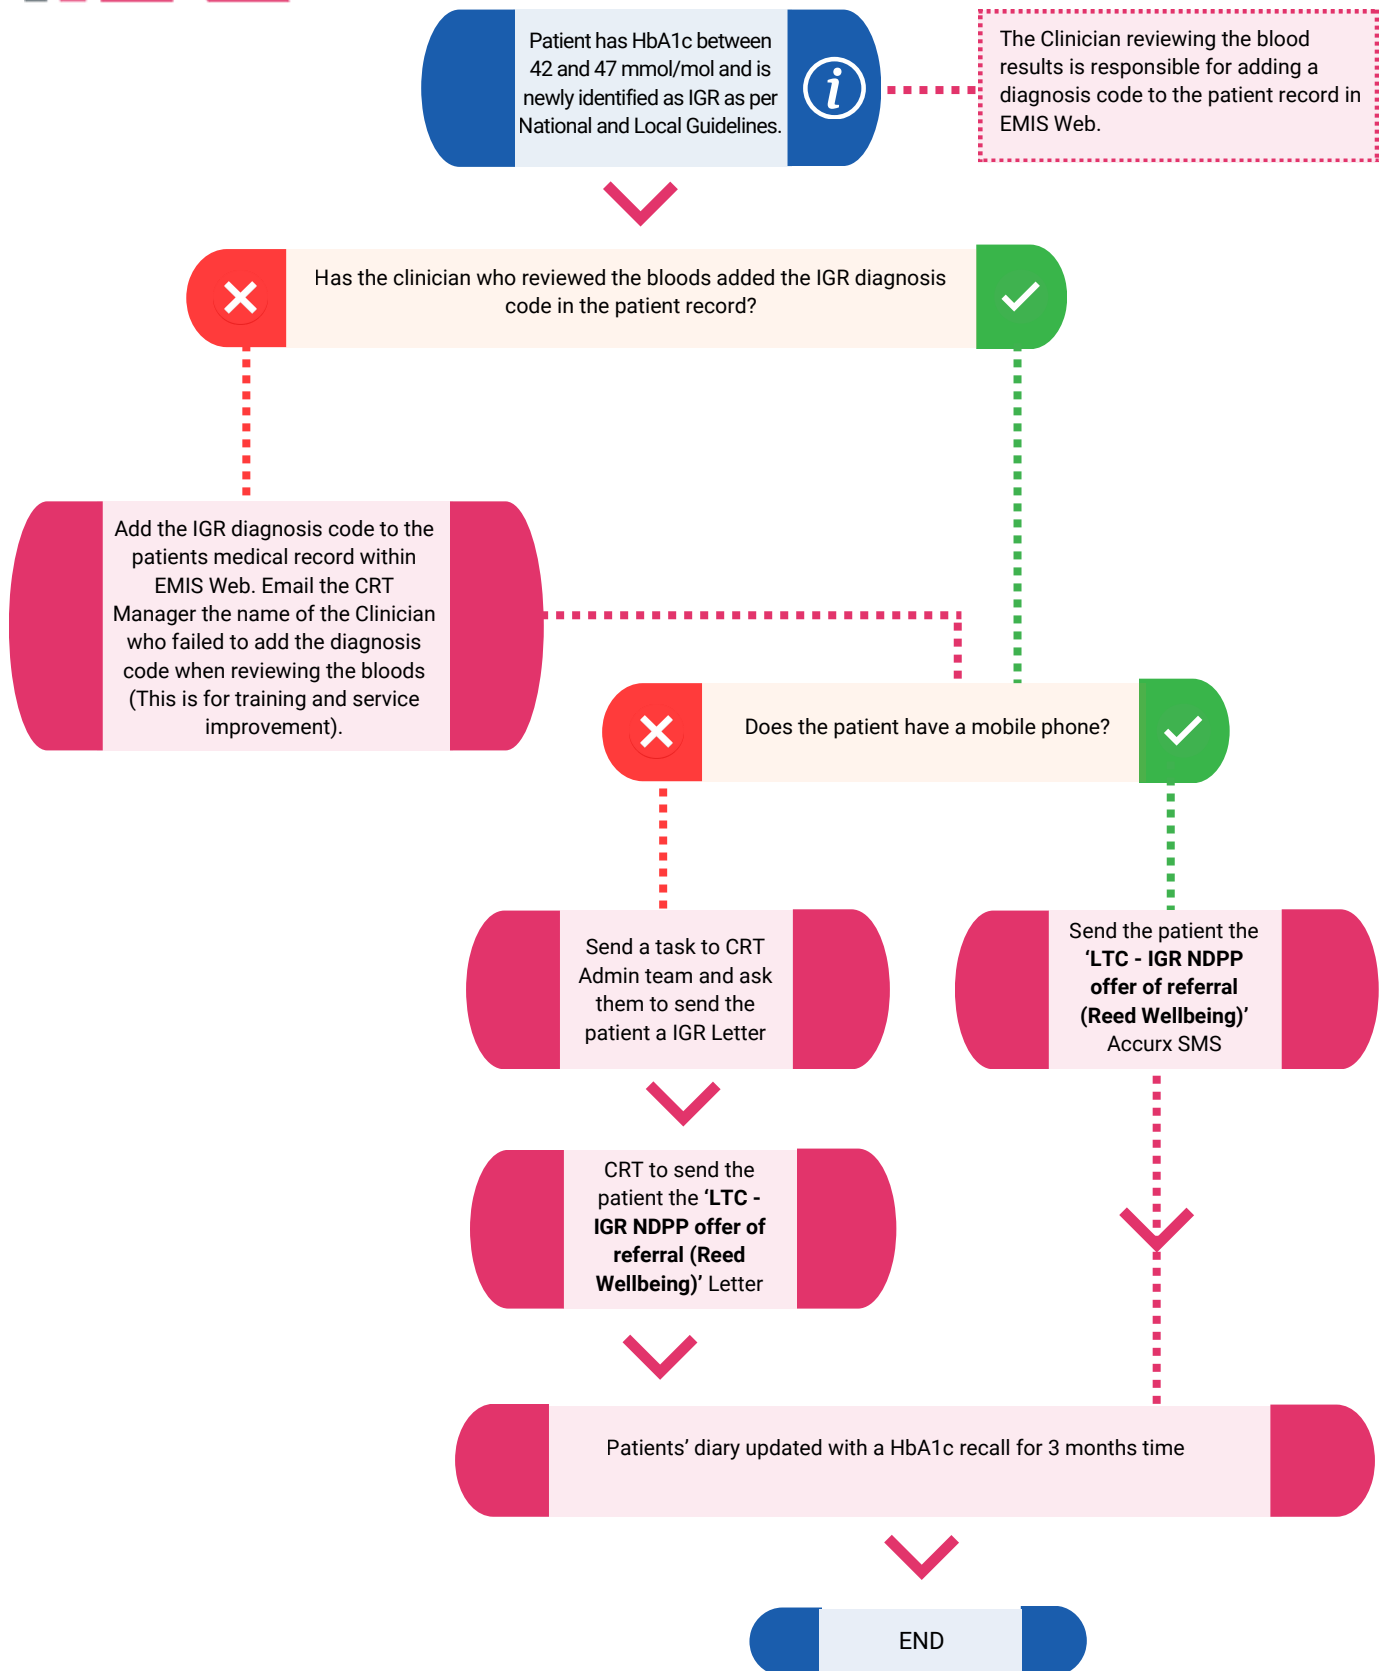 Patient has HbA1c between
42 and 47 mmol/mol and is
newly identified as IGR as per
National and Local Guidelines.
i
The Clinician reviewing the blood
results is responsible for adding a
diagnosis code to the patient record in
EMIS Web.
Has the clinician who reviewed the bloods added the IGR diagnosis
code in the patient record?
Add the IGR diagnosis code to the
patients medical record within
EMIS Web. Email the CRT
Manager the name of the Clinician
who failed to add the diagnosis
code when reviewing the bloods
(This is for training and service
improvement).
Does the patient have a mobile phone?
Send a task to CRT
Admin team and ask
them to send the
patient a IGR Letter
Send the patient the
‘LTC - IGR NDPP
offer of referral
(Reed Wellbeing)’
Accurx SMS
CRT to send the
patient the ‘LTC -
IGR NDPP offer of
referral (Reed
Wellbeing)’ Letter
Patients’ diary updated with a HbA1c recall for 3 months time
END